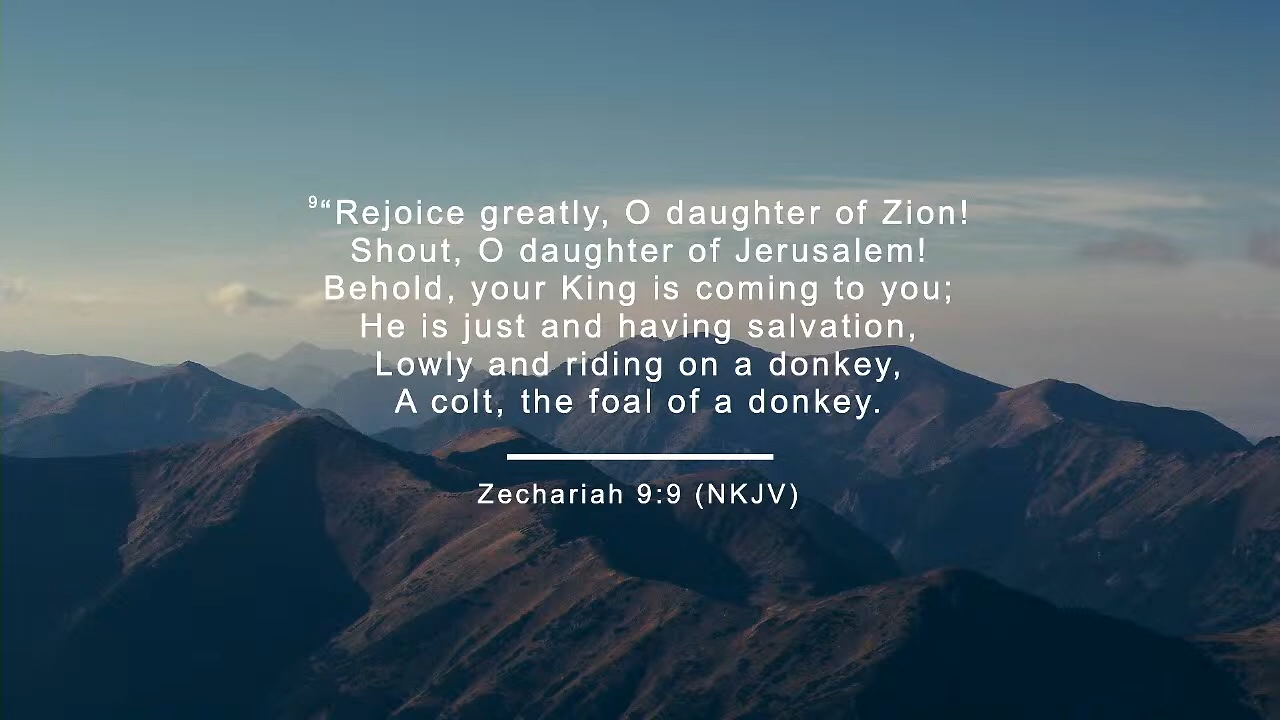 ⁹“Rejoice greatly, O daughter of Zion!
Shout, O daughter of Jerusalem!
Behold, your King is coming to you;
He is just and having salvation,
Lowly and riding on a donkey,
A colt, the foal of a donkey.
Zechariah 9:9 (NKJV)